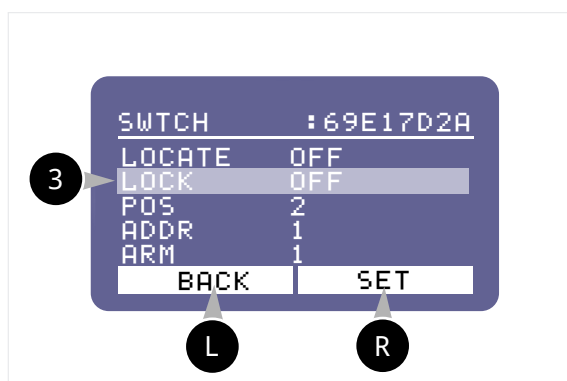 SWTCH :69E17D2A
LOCATE OFF
3 LOCK OFF
POS 2
ADDR 1
ARM 1
BACK SET
L R